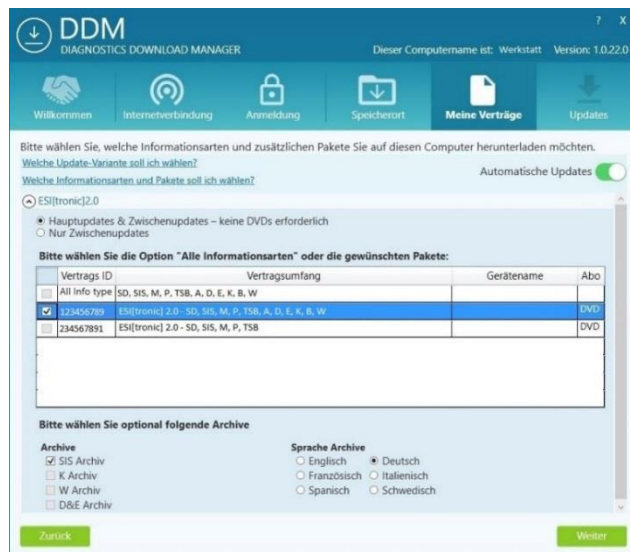 DDM
? X
DIAGNOSTICS DOWNLOAD MANAGER
Dieser Computername ist: Werkstatt Version: 1.0.22.0
Willkommen Internetverbindung Anmeldung Speicherort Meine Verträge Updates
Bitte wählen Sie, welche Informationsarten und zusätzlichen Pakete Sie auf diesen Computer herunterladen möchten.
Welche Update-Variante soll ich wählen?
Automatische Updates
Welche Informationsarten und Pakete soll ich wählen?
ESI[tronic]2.0
Hauptupdates & Zwischenupdates – keine DVDs erforderlich
Nur Zwischenupdates
Bitte wählen Sie die Option "Alle Informationsarten" oder die gewünschten Pakete:
Vertrags ID Vertragsumfang Gerätename Abo
All Info type SD, SIS, M, P, TSB, A, D, E, K, B, W
123456789 ESI[tronic] 2.0 - SD, SIS, M, P, TSB, A, D, E, K, B, W DVD
234567891 ESI[tronic] 2.0 - SD, SIS, M, P, TSB DVD
Bitte wählen Sie optional folgende Archive
Archive Sprache Archive
SIS Archiv Englisch Deutsch
K Archiv Französisch Italienisch
W Archiv Spanisch Schwedisch
D&E Archiv
Zurück Weiter